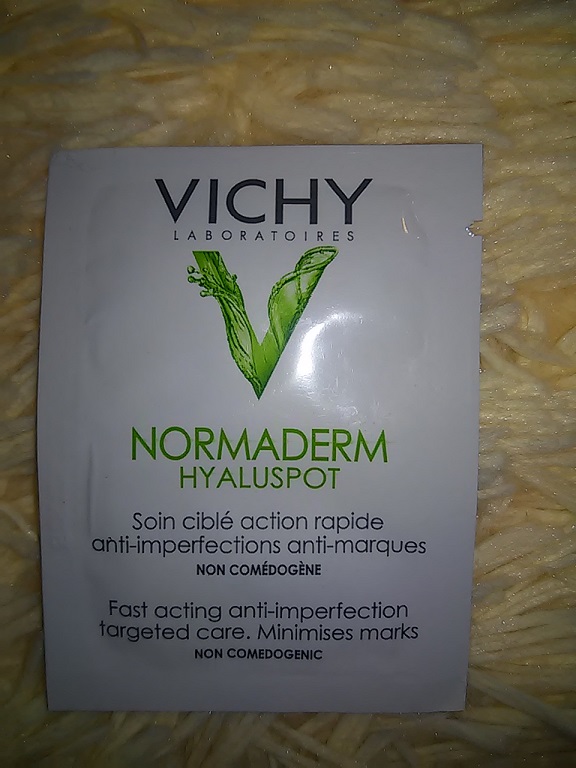 VICHY
LABORATOIRES
NORMADERM
HYALUSPOT
Soin ciblé action rapide
anti-imperfections anti-marques
NON COMÉDOGÈNE
Fast acting anti-imperfection
targeted care. Minimises marks
NON COMEDOGENIC